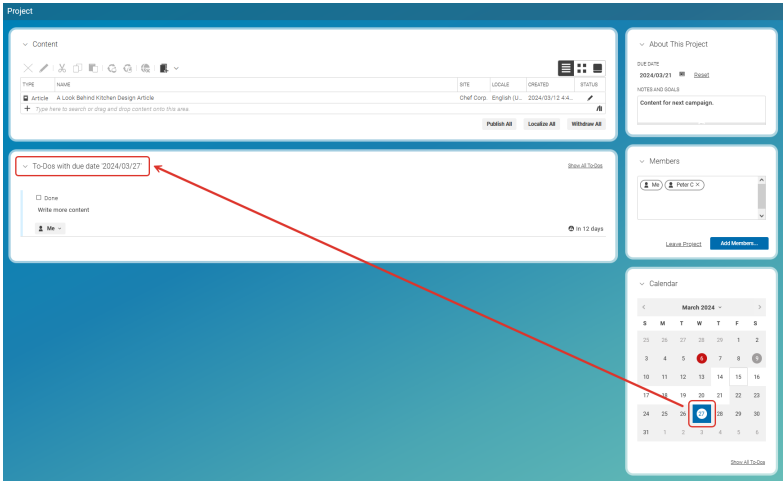 Project
Content
TYPE NAME SITE LOCALE CREATED STATUS
Article A Look Behind Kitchen Design Article Chef Corp. English (U... 2024/03/12 4:4...
Type here to search or drag and drop content onto this area.
Publish All Localize All Withdraw All
To-Dos with due date '2024/03/27' Show All To-Dos
Done
Write more content
Me In 12 days
About This Project
DUE DATE
2024/03/21 Reset
NOTES AND GOALS
Content for next campaign.
Members
Me Peter C ×
Leave Project Add Members...
Calendar
< March 2024 >
S M T W T F S
25 26 27 28 29 1 2
3 4 5 6 7 8 9
10 11 12 13 14 15 16
17 18 19 20 21 22 23
24 25 26 27 28 29 30
31 1 2 3 4 5 6
Show All To-Dos